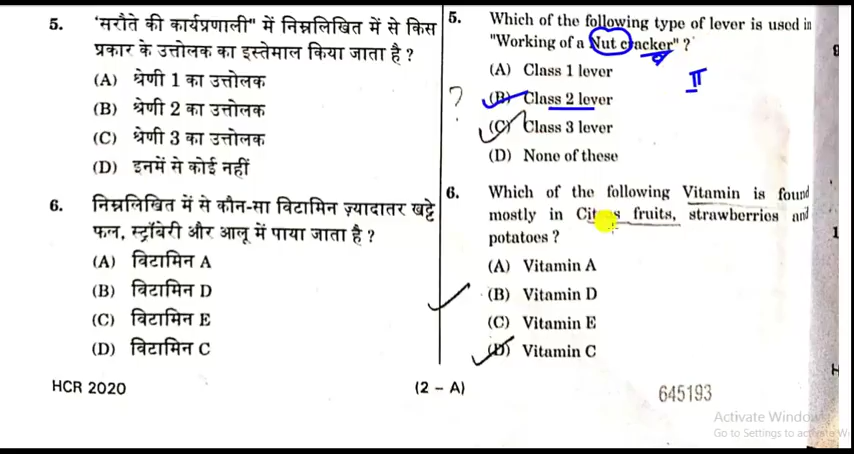 5. 'सरौते की कार्यप्रणाली" में निम्नलिखित में से किस
प्रकार के उत्तोलक का इस्तेमाल किया जाता है ?
(A) श्रेणी 1 का उत्तोलक
(B) श्रेणी 2 का उत्तोलक
(C) श्रेणी 3 का उत्तोलक
(D) इनमें से कोई नहीं
6. निम्नलिखित में से कौन-सा विटामिन ज़्यादातर खट्टे
फल, स्ट्रॉबेरी और आलू में पाया जाता है ?
(A) विटामिन A
(B) विटामिन D
(C) विटामिन E
(D) विटामिन C
HCR 2020
5. Which of the following type of lever is used in
"Working of a Nut cracker" ?
(A) Class 1 lever
II
?
(B) Class 2 lever
(C) Class 3 lever
(D) None of these
6. Which of the following Vitamin is found
mostly in Citrus fruits, strawberries and
potatoes ?
(A) Vitamin A
(B) Vitamin D
(C) Vitamin E
(D) Vitamin C
(2 – A)
645193
Activate Windows
Go to Settings to activate Wi